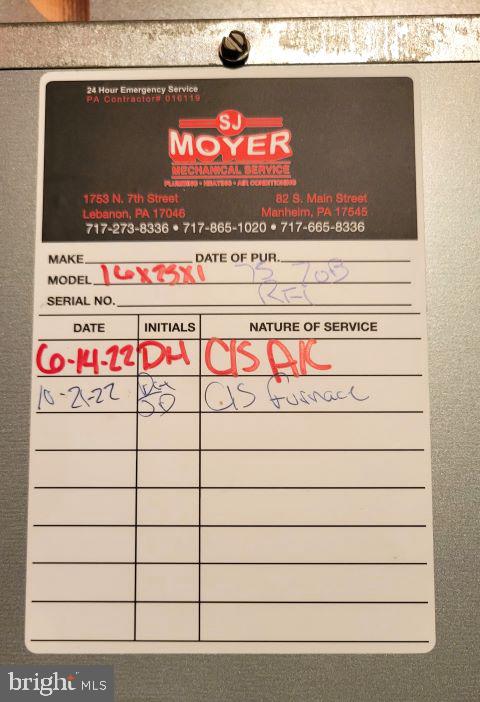 24 Hour Emergency Service
PA Contractor# 016119
SJ
MOYER
MECHANICAL SERVICE
PLUMBING • HEATING • AIR CONDITIONING
1753 N. 7th Street 82 S. Main Street
Lebanon, PA 17046 Manheim, PA 17545
717-273-8336 • 717-865-1020 • 717-665-8336
MAKE DATE OF PUR.
MODEL 16x25x1 75
SERIAL NO.
DATE INITIALS NATURE OF SERVICE
6-14-22 DH C/S A/C
10-21-22 C/S furnace
bright MLS